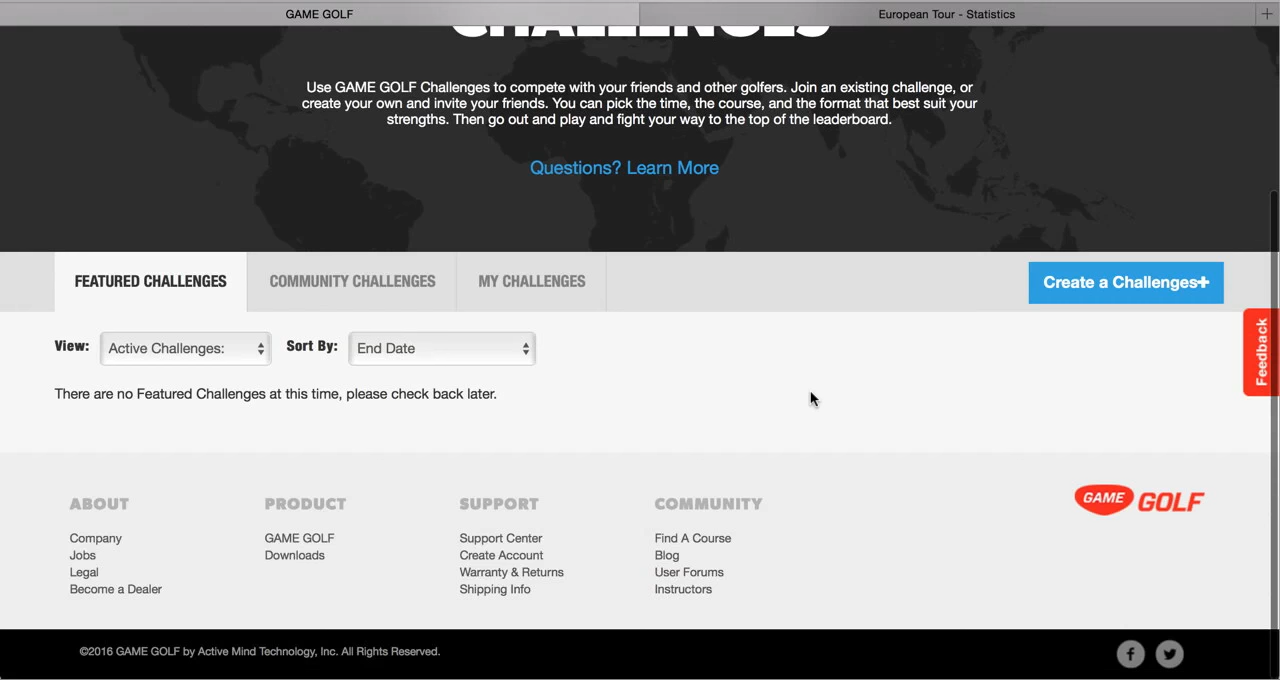 GAME GOLF
European Tour - Statistics
CHALLENGES
Use GAME GOLF Challenges to compete with your friends and other golfers. Join an existing challenge, or
create your own and invite your friends. You can pick the time, the course, and the format that best suit your
strengths. Then go out and play and fight your way to the top of the leaderboard.
Questions? Learn More
FEATURED CHALLENGES
COMMUNITY CHALLENGES
MY CHALLENGES
Create a Challenges+
View: Active Challenges: Sort By: End Date
Feedback
There are no Featured Challenges at this time, please check back later.
ABOUT
Company
Jobs
Legal
Become a Dealer
PRODUCT
GAME GOLF
Downloads
SUPPORT
Support Center
Create Account
Warranty & Returns
Shipping Info
COMMUNITY
Find A Course
Blog
User Forums
Instructors
GAME GOLF
©2016 GAME GOLF by Active Mind Technology, Inc. All Rights Reserved.